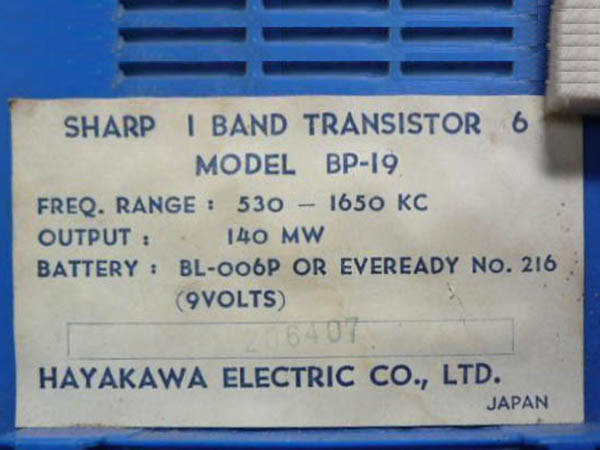 SHARP 1 BAND TRANSISTOR 6
MODEL BP-19
FREQ. RANGE : 530 – 1650 KC
OUTPUT : 140 MW
BATTERY : BL-006P OR EVEREADY No. 216
(9VOLTS)
206407
HAYAKAWA ELECTRIC CO., LTD.
JAPAN